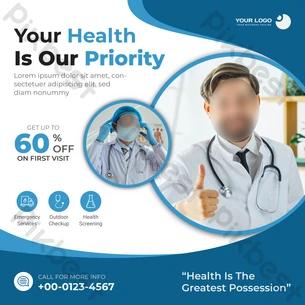 YOUR LOGO
Your Health
Is Our Priority
Lorem ipsum dolor sit amet,
consectetur adipiscing elit, sed diam
nonummy
GET UP TO
60% OFF
ON FIRST VISIT
Emergency Services
Outdoor Checkup
Health Screening
CALL FOR MORE INFO
+00-0123-4567
“Health Is The
Greatest Possession”